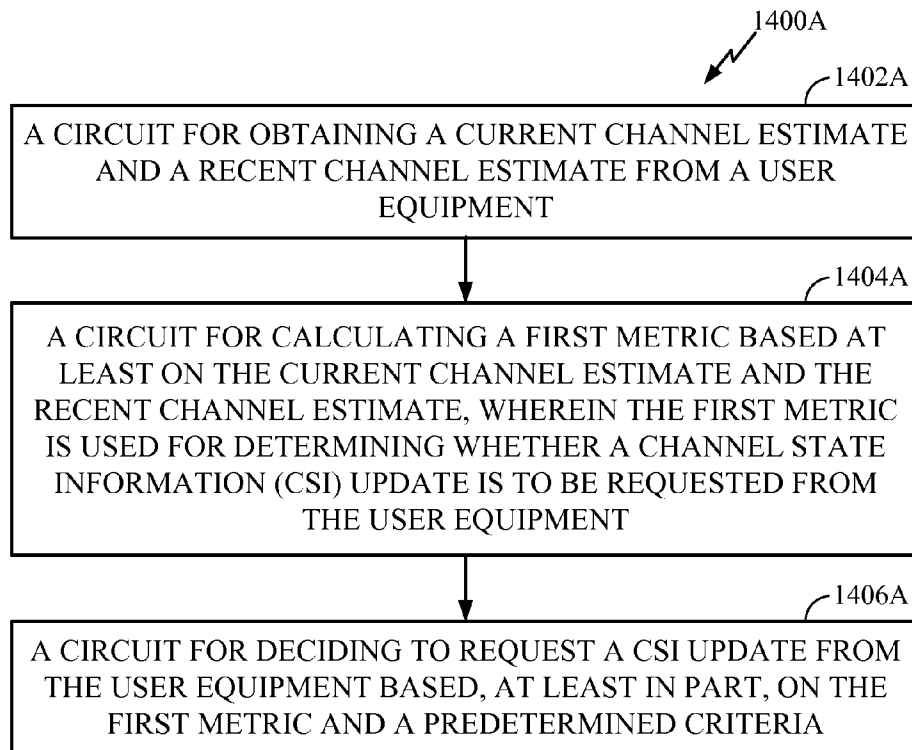 1400A
1402A
A CIRCUIT FOR OBTAINING A CURRENT CHANNEL ESTIMATE
AND A RECENT CHANNEL ESTIMATE FROM A USER
EQUIPMENT
1404A
A CIRCUIT FOR CALCULATING A FIRST METRIC BASED AT
LEAST ON THE CURRENT CHANNEL ESTIMATE AND THE
RECENT CHANNEL ESTIMATE, WHEREIN THE FIRST METRIC
IS USED FOR DETERMINING WHETHER A CHANNEL STATE
INFORMATION (CSI) UPDATE IS TO BE REQUESTED FROM
THE USER EQUIPMENT
1406A
A CIRCUIT FOR DECIDING TO REQUEST A CSI UPDATE FROM
THE USER EQUIPMENT BASED, AT LEAST IN PART, ON THE
FIRST METRIC AND A PREDETERMINED CRITERIA